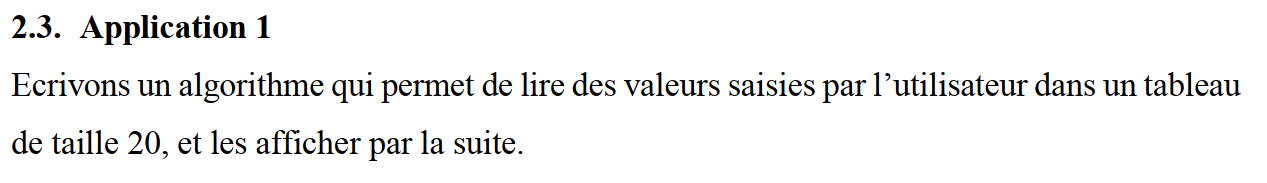 2.3. Application 1
Ecrivons un algorithme qui permet de lire des valeurs saisies par l’utilisateur dans un tableau
de taille 20, et les afficher par la suite.